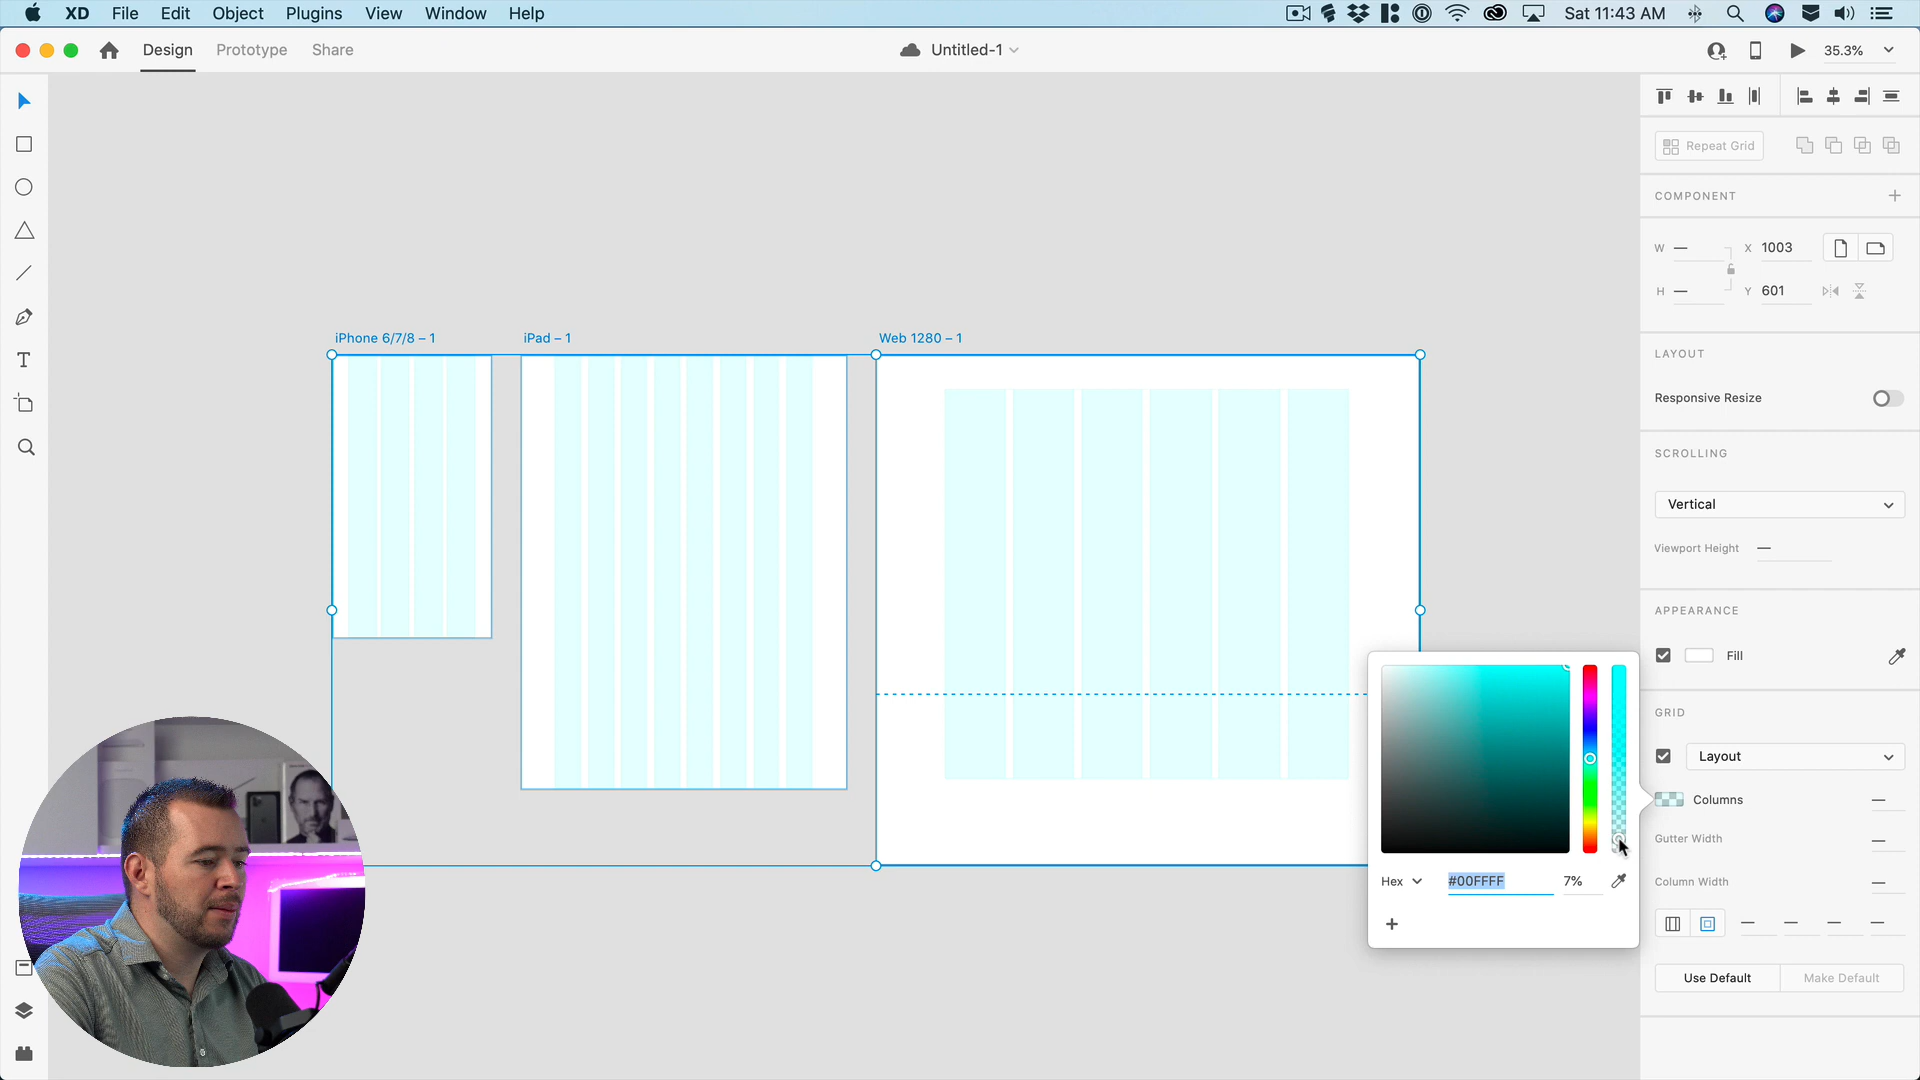 XD File Edit Object Plugins View Window Help
Sat 11:43 AM
Design Prototype Share
Untitled-1
35.3%
Repeat Grid
COMPONENT
W — X 1003
H — Y 601
LAYOUT
Responsive Resize
SCROLLING
Vertical
Viewport Height —
APPEARANCE
Fill
GRID
Layout
Columns —
Gutter Width —
Column Width —
— — — —
Use Default Make Default
iPhone 6/7/8 – 1
iPad – 1
Web 1280 – 1
Hex #00FFFF 7%
+
T